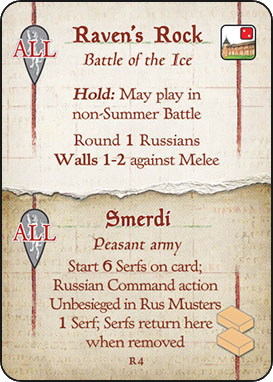 ALL
Raven's Rock
Battle of the Ice
Hold: May play in
non-Summer Battle
Round 1 Russians
Walls 1-2 against Melee
ALL
Smerdi
Peasant army
Start 6 Serfs on card;
Russian Command action
Unbesieged in Rus Musters
1 Serf; Serfs return here
when removed
R4